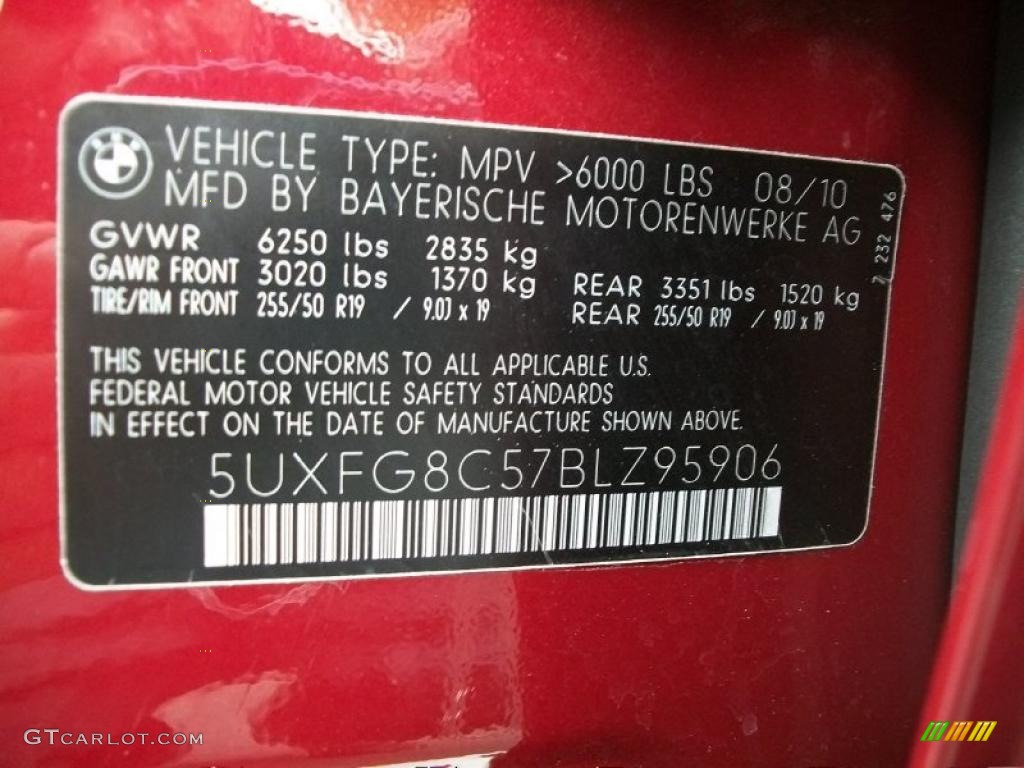 VEHICLE TYPE: MPV >6000 LBS 08/10
MFD BY BAYERISCHE MOTORENWERKE AG
GVWR 6250 lbs 2835 kg
GAWR FRONT 3020 lbs 1370 kg REAR 3351 lbs 1520 kg
TIRE/RIM FRONT 255/50 R19 / 9.0J x 19 REAR 255/50 R19 / 9.0J x 19
7 232 476
THIS VEHICLE CONFORMS TO ALL APPLICABLE U.S.
FEDERAL MOTOR VEHICLE SAFETY STANDARDS
IN EFFECT ON THE DATE OF MANUFACTURE SHOWN ABOVE.
5UXFG8C57BLZ95906
GTCARLOT.COM